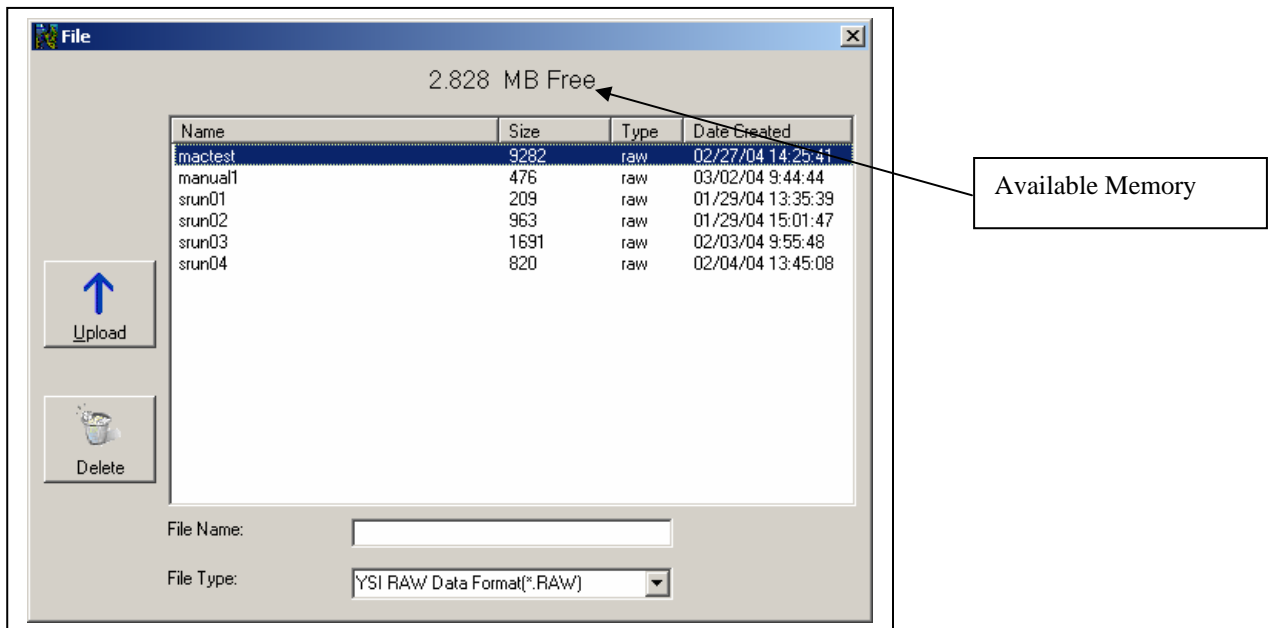 File
2.828 MB Free
Name Size Type Date Created
mactest 9282 raw 02/27/04 14:25:41
manual1 476 raw 03/02/04 9:44:44
srun01 209 raw 01/29/04 13:35:39
srun02 963 raw 01/29/04 15:01:47
srun03 1691 raw 02/03/04 9:55:48
srun04 820 raw 02/04/04 13:45:08
Upload
Delete
File Name:
File Type: YSI RAW Data Format(*.RAW)
Available Memory